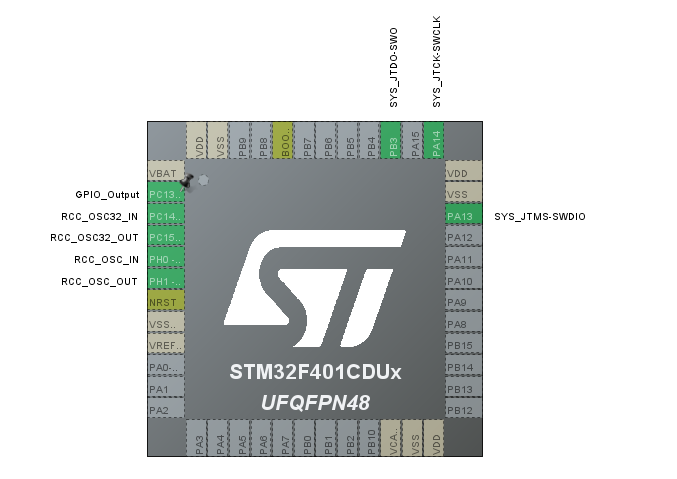 SYS_JTDO-SWO
SYS_JTCK-SWCLK
VDD
VSS
PB9
PB8
BOO..
PB7
PB6
PB5
PB4
PB3
PA15
PA14
VBAT
VDD
GPIO_Output
PC13..
VSS
RCC_OSC32_IN
PC14..
PA13
SYS_JTMS-SWDIO
RCC_OSC32_OUT
PC15..
PA12
RCC_OSC_IN
PH0 -..
PA11
RCC_OSC_OUT
PH1 -..
PA10
NRST
PA9
VSS..
PA8
VREF..
PB15
PA0-..
PB14
PA1
PB13
PA2
PB12
STM32F401CDUx
UFQFPN48
PA3
PA4
PA5
PA6
PA7
PB0
PB1
PB2
PB10
VCA..
VSS
VDD